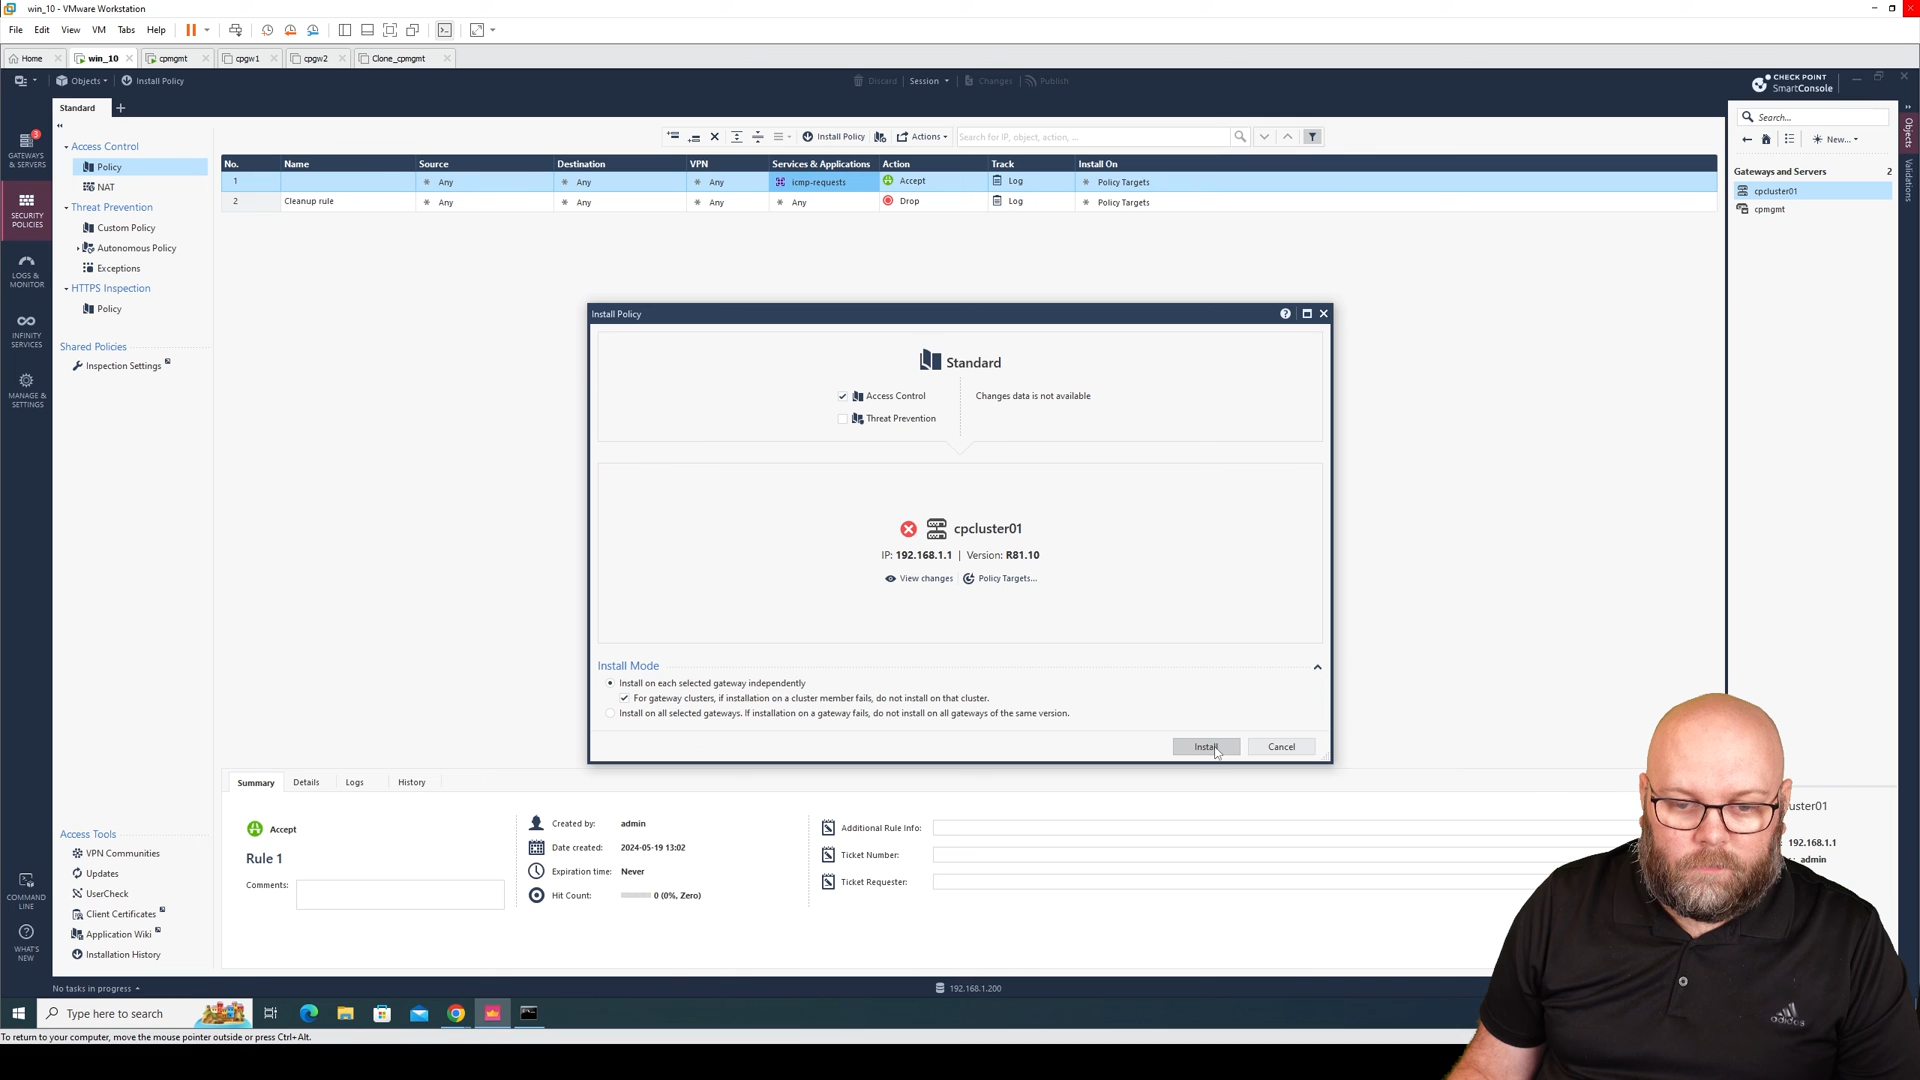 win_10 - VMware Workstation
File Edit View VM Tabs Help
Home win_10 cpmgmt cpgw1 cpgw2 Clone_cpmgmt
Objects Install Policy Discard Session Changes Publish CHECK POINT SmartConsole
Standard
Search...
Install Policy Actions Search for IP, object, action, ...
New...
3
GATEWAYS & SERVERS
SECURITY POLICIES
LOGS & MONITOR
INFINITY SERVICES
MANAGE & SETTINGS
COMMAND LINE
WHAT'S NEW
Access Control
Policy
NAT
Threat Prevention
Custom Policy
Autonomous Policy
Exceptions
HTTPS Inspection
Policy
Shared Policies
Inspection Settings
Access Tools
VPN Communities
Updates
UserCheck
Client Certificates
Application Wiki
Installation History
No. Name Source Destination VPN Services & Applications Action Track Install On
1 Any Any Any icmp-requests Accept Log Policy Targets
2 Cleanup rule Any Any Any Any Drop Log Policy Targets
Gateways and Servers 2
cpcluster01
cpmgmt
Objects
Validations
Install Policy
Standard
Access Control Changes data is not available
Threat Prevention
cpcluster01
IP: 192.168.1.1 | Version: R81.10
View changes Policy Targets...
Install Mode
Install on each selected gateway independently
For gateway clusters, if installation on a cluster member fails, do not install on that cluster.
Install on all selected gateways. If installation on a gateway fails, do not install on all gateways of the same version.
Install Cancel
Summary Details Logs History
Accept
Rule 1
Comments:
Created by: admin
Date created: 2024-05-19 13:02
Expiration time: Never
Hit Count: 0 (0%, Zero)
Additional Rule Info:
Ticket Number:
Ticket Requester:
192.168.1.1
admin
adidas
No tasks in progress 192.168.1.200
Type here to search
To return to your computer, move the mouse pointer outside or press Ctrl+Alt.